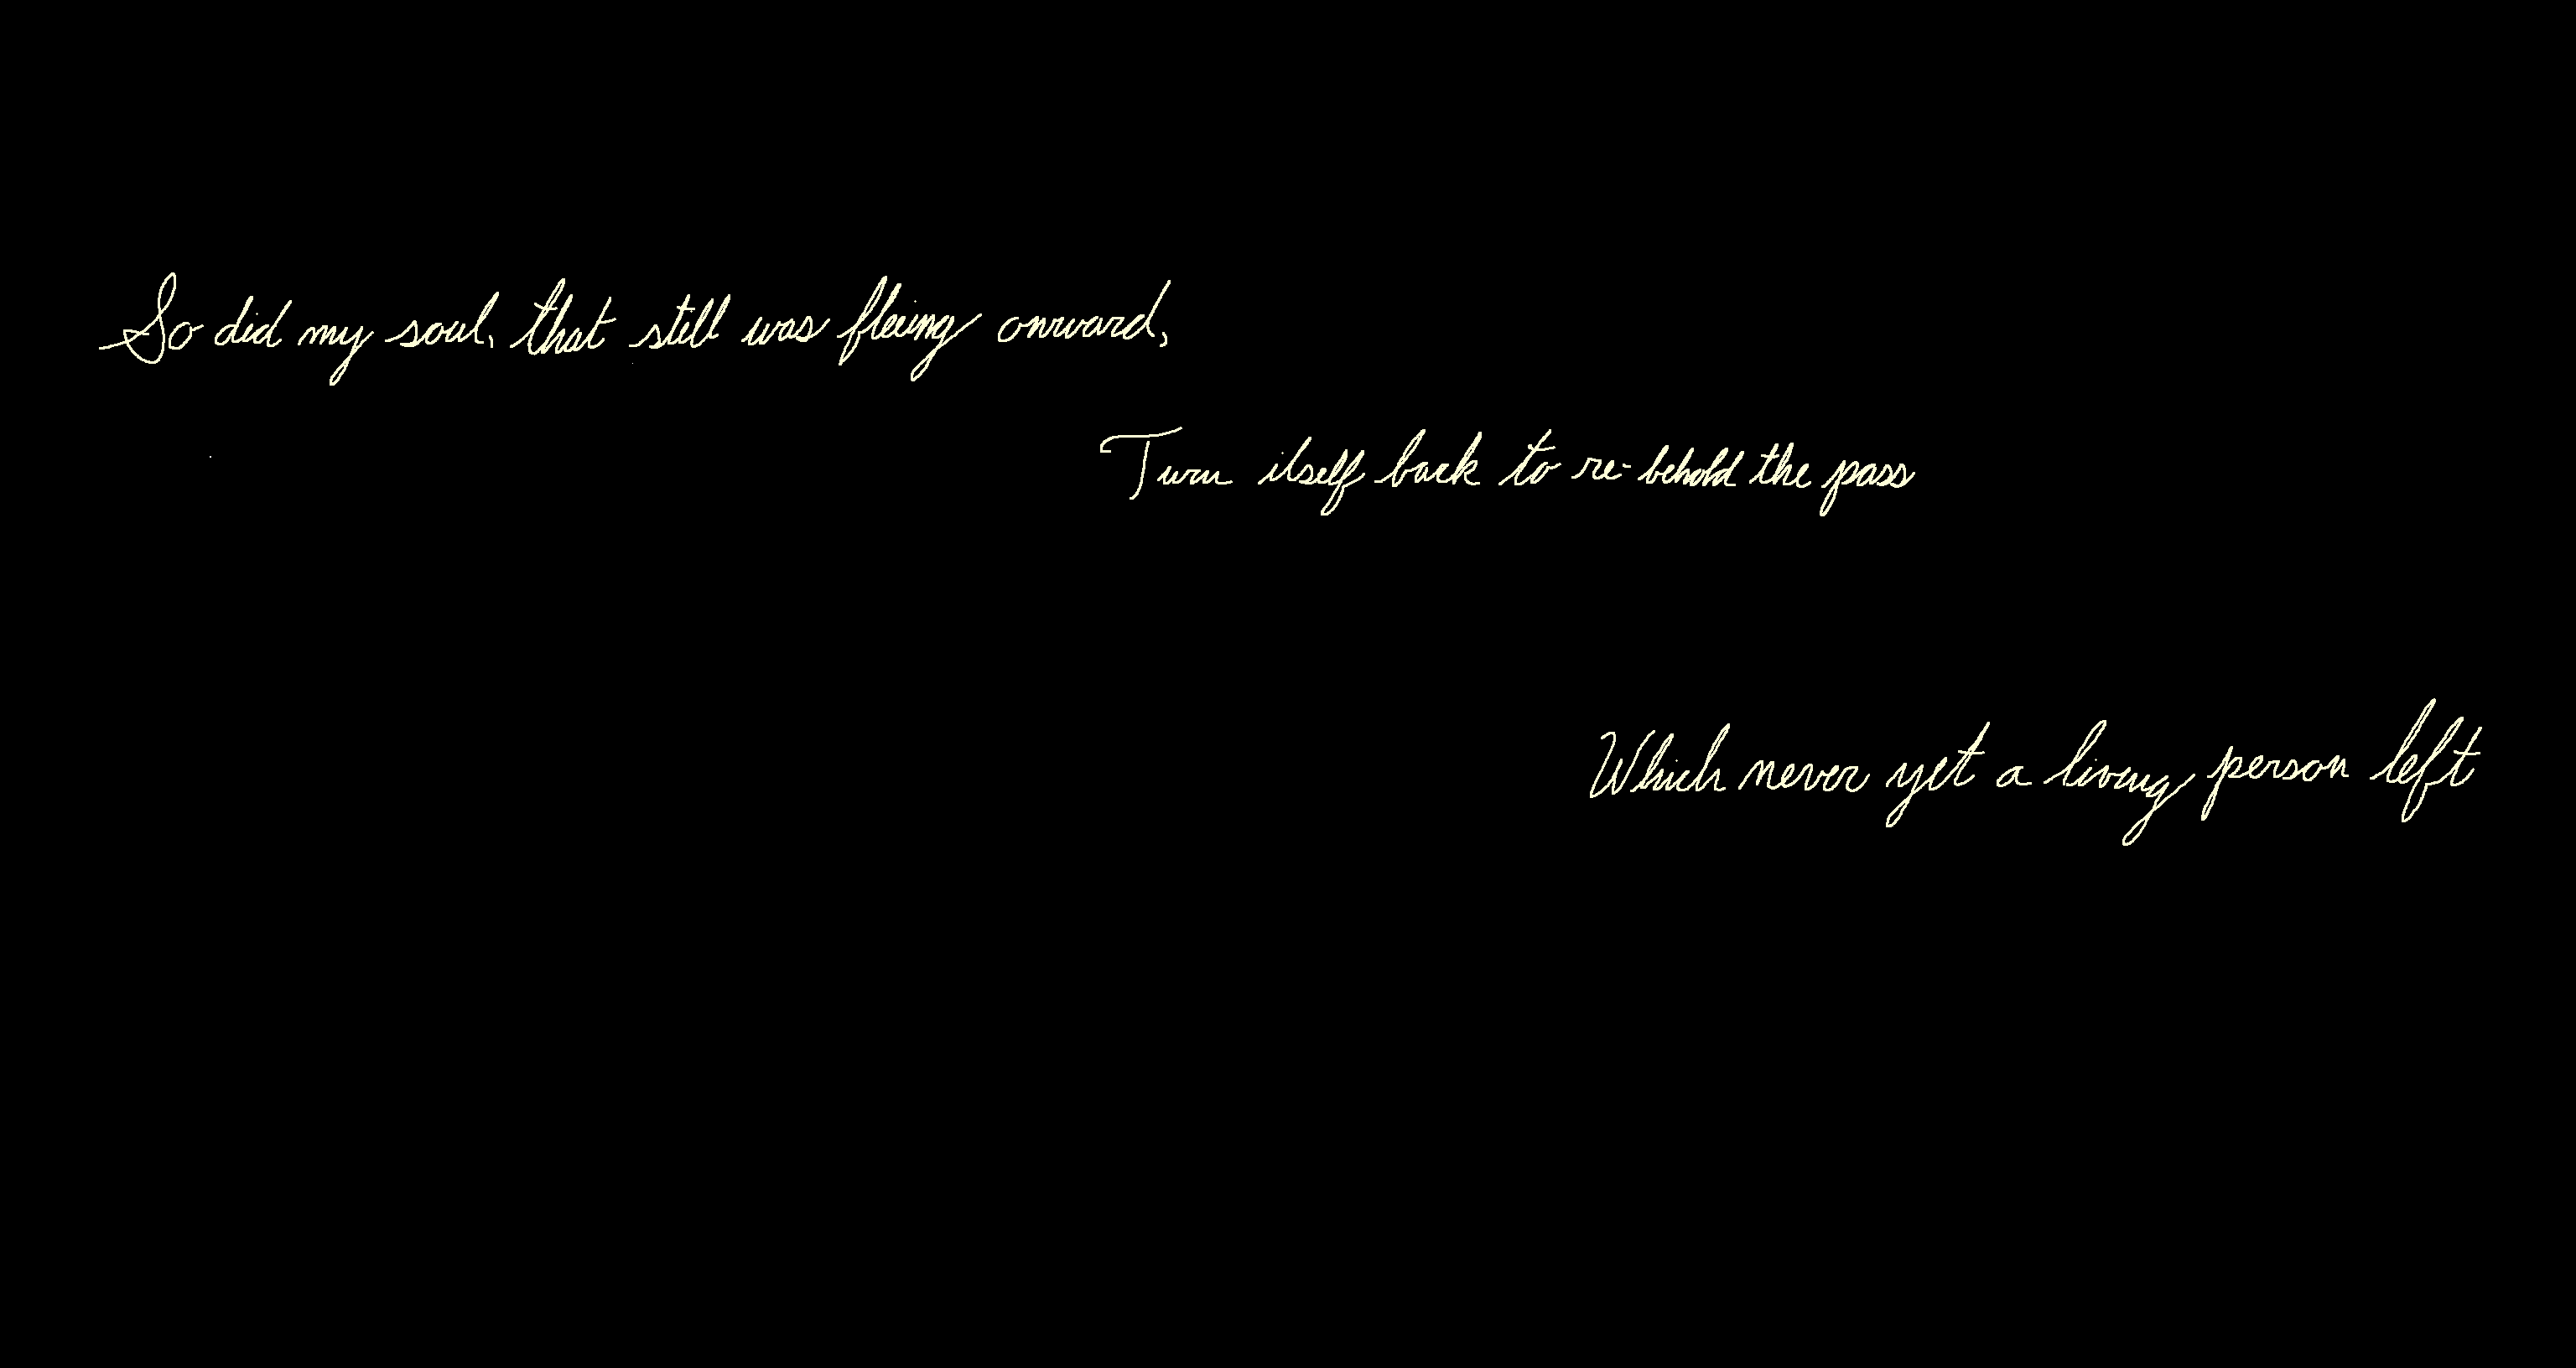 So did my soul, that still was fleeing onward,
Turn itself back to re-behold the pass
Which never yet a living person left